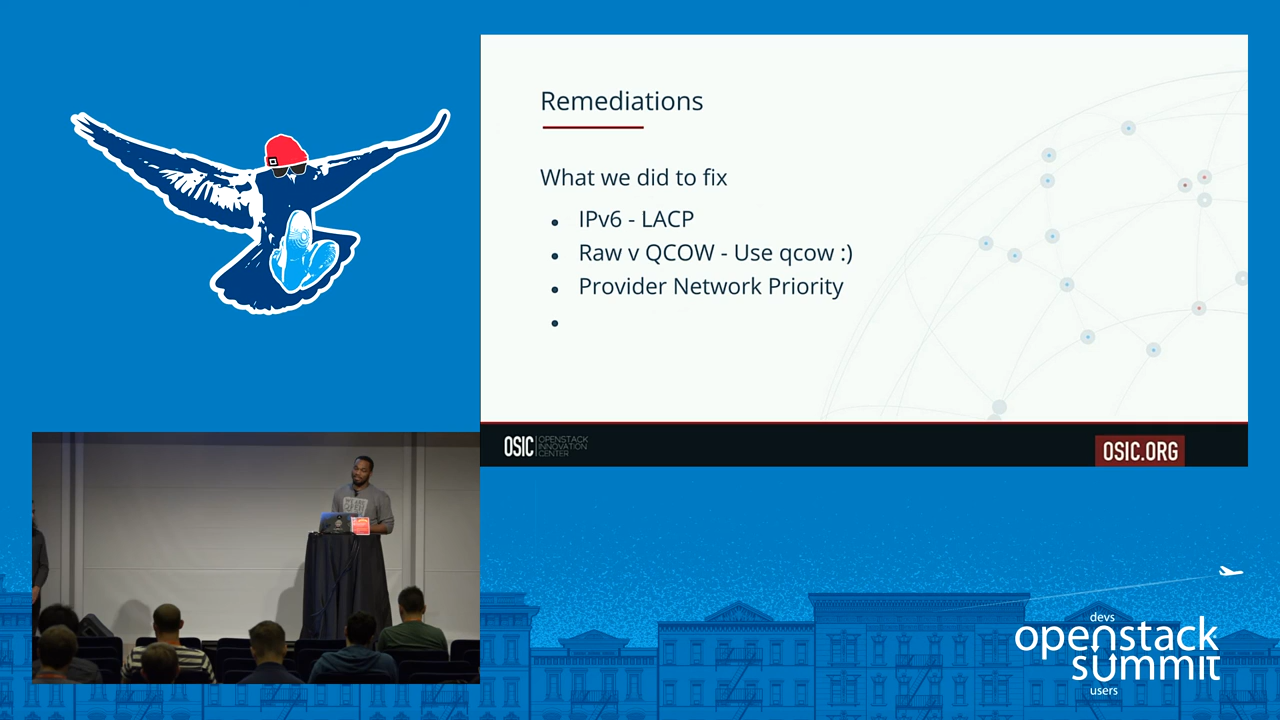 Remediations
What we did to fix
IPv6 - LACP
Raw v QCOW - Use qcow :)
Provider Network Priority
OSIC
OPENSTACK
INNOVATION
CENTER
OSIC.ORG
devs
openstack
summit
users